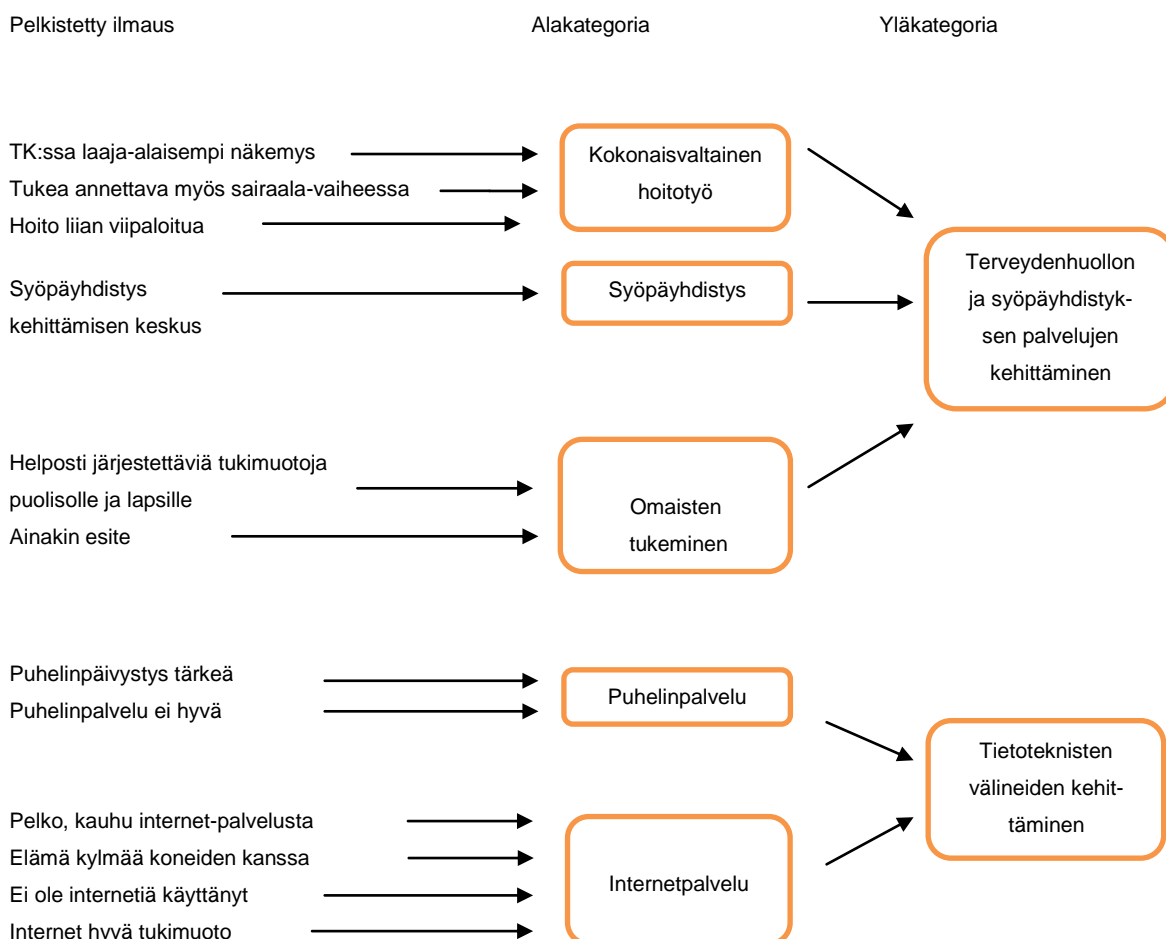 Pelkistetty ilmaus
Alakategoria
Yläkategoria
TK:ssa laaja-alaisempi näkemys
Tukea annettava myös sairaala-vaiheessa
Hoito liian viipaloitua
Kokonaisvaltainen
hoitotyö
Syöpäyhdistys
kehittämisen keskus
Syöpäyhdistys
Terveydenhuollon
ja syöpäyhdistyk-
sen palvelujen
kehittäminen
Helposti järjestettäviä tukimuotoja
puolisolle ja lapsille
Ainakin esite
Omaisten
tukeminen
Puhelinpäivystys tärkeä
Puhelinpalvelu ei hyvä
Puhelinpalvelu
Tietoteknisten
välineiden kehit-
täminen
Pelko, kauhu internet-palvelusta
Elämä kylmää koneiden kanssa
Ei ole internetiä käyttänyt
Internet hyvä tukimuoto
Internetpalvelu